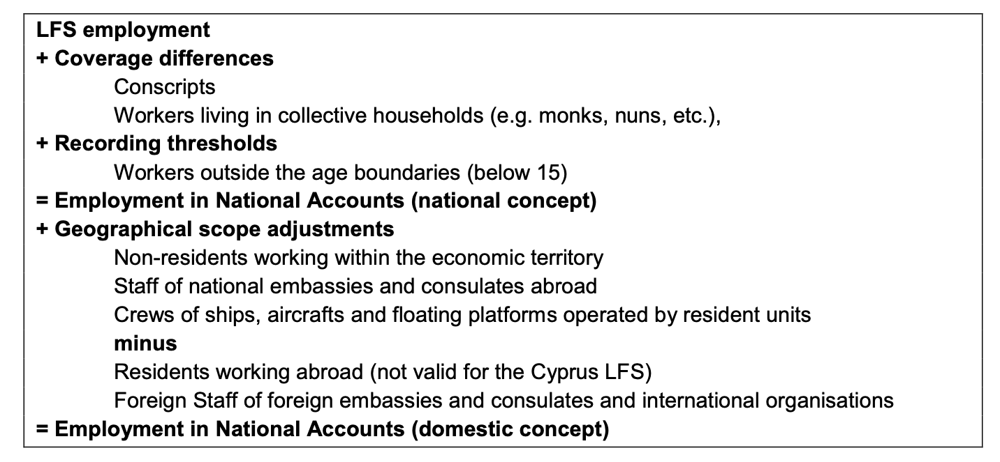 LFS employment
+ Coverage differences
Conscripts
Workers living in collective households (e.g. monks, nuns, etc.),
+ Recording thresholds
Workers outside the age boundaries (below 15)
= Employment in National Accounts (national concept)
+ Geographical scope adjustments
Non-residents working within the economic territory
Staff of national embassies and consulates abroad
Crews of ships, aircrafts and floating platforms operated by resident units
minus
Residents working abroad (not valid for the Cyprus LFS)
Foreign Staff of foreign embassies and consulates and international organisations
= Employment in National Accounts (domestic concept)